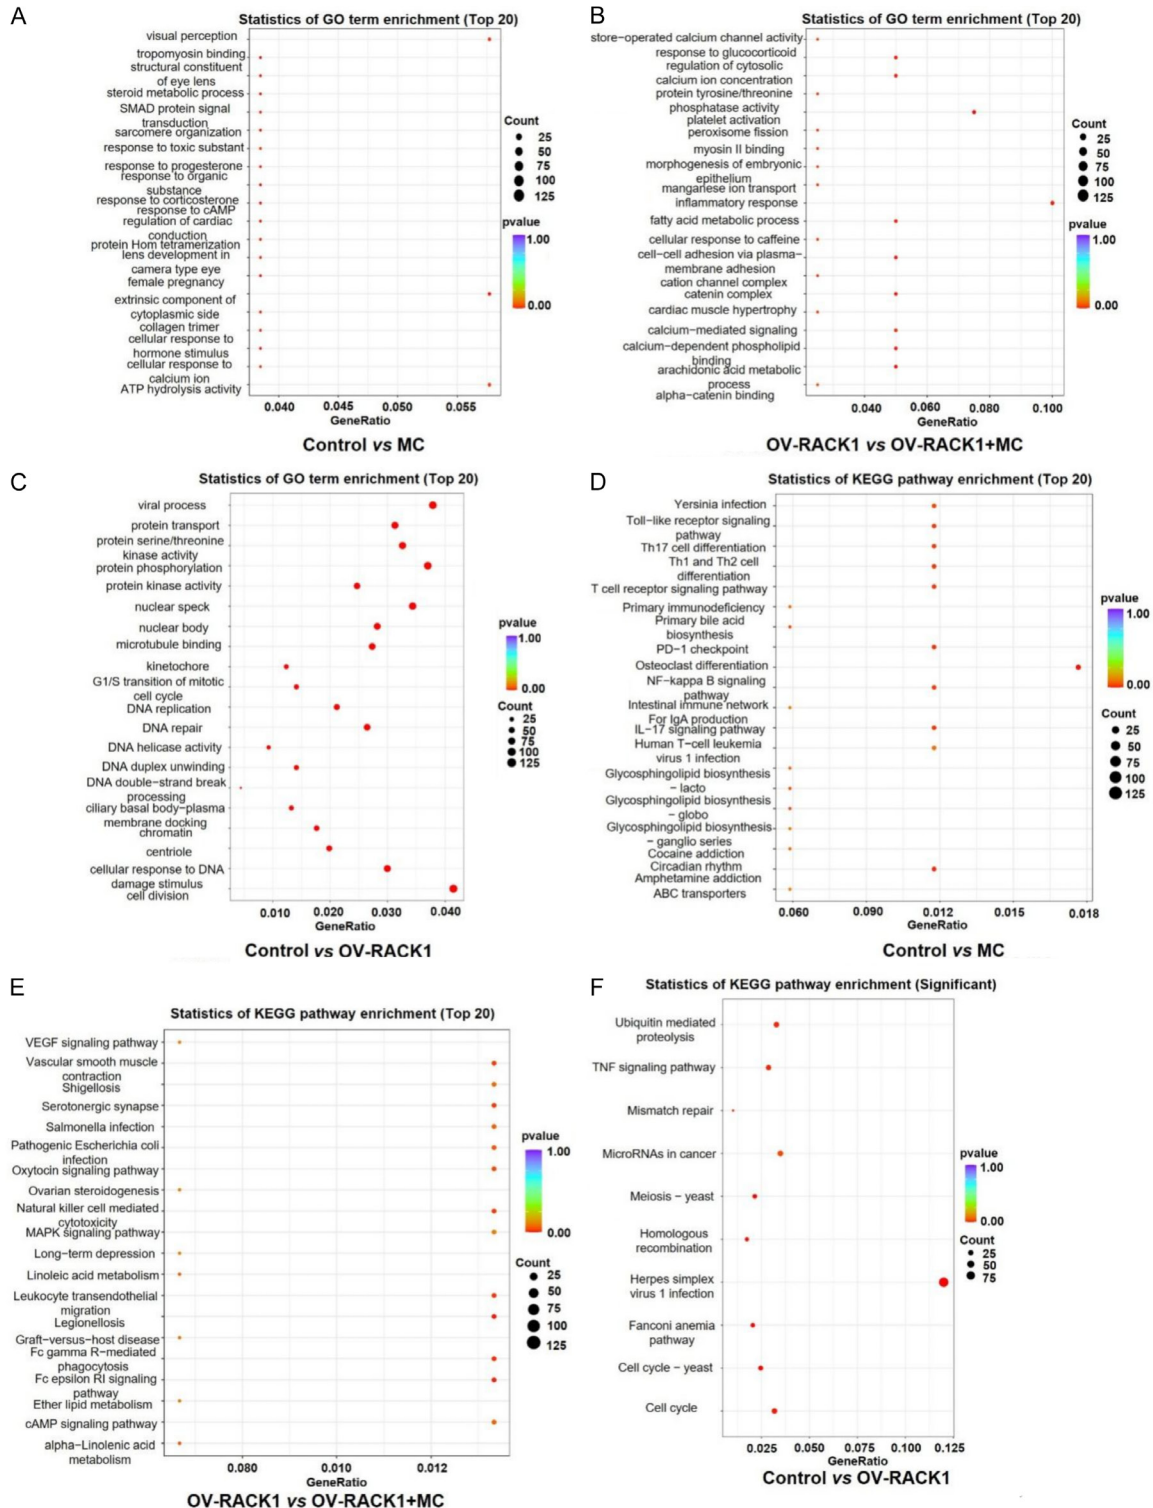 A
Statistics of GO term enrichment (Top 20)
visual perception
tropomyosin binding
structural constituent
of eye lens
steroid metabolic process
SMAD protein signal
transduction
sarcomere organization
response to toxic substant
response to progesterone
response to organic
substance
response to corticosterone
response to cAMP
regulation of cardiac
conduction
protein Hom tetramerization
lens development in
camera type eye
female pregnancy
extrinsic component of
cytoplasmic side
collagen trimer
cellular response to
hormone stimulus
cellular response to
calcium ion
ATP hydrolysis activity
0.040 0.045 0.050 0.055
GeneRatio
Count
25
50
75
100
125
pvalue
1.00
0.00
Control vs MC
B
Statistics of GO term enrichment (Top 20)
store-operated calcium channel activity
response to glucocorticoid
regulation of cytosolic
calcium ion concentration
protein tyrosine/threonine
phosphatase activity
platelet activation
peroxisome fission
myosin II binding
morphogenesis of embryonic
epithelium
manganese ion transport
inflammatory response
fatty acid metabolic process
cellular response to caffeine
cell-cell adhesion via plasma-
membrane adhesion
cation channel complex
catenin complex
cardiac muscle hypertrophy
calcium-mediated signaling
calcium-dependent phospholipid
binding
arachidonic acid metabolic
process
alpha-catenin binding
0.040 0.060 0.080 0.100
GeneRatio
Count
25
50
75
100
125
pvalue
1.00
0.00
OV-RACK1 vs OV-RACK1+MC
C
Statistics of GO term enrichment (Top 20)
viral process
protein transport
protein serine/threonine
kinase activity
protein phosphorylation
protein kinase activity
nuclear speck
nuclear body
microtubule binding
kinetochore
G1/S transition of mitotic
cell cycle
DNA replication
DNA repair
DNA helicase activity
DNA duplex unwinding
DNA double-strand break
processing
ciliary basal body-plasma
membrane docking
chromatin
centriole
cellular response to DNA
damage stimulus
cell division
0.010 0.020 0.030 0.040
GeneRatio
pvalue
1.00
0.00
Count
25
50
75
100
125
Control vs OV-RACK1
D
Statistics of KEGG pathway enrichment (Top 20)
Yersinia infection
Toll-like receptor signaling
pathway
Th17 cell differentiation
Th1 and Th2 cell
differentiation
T cell receptor signaling pathway
Primary immunodeficiency
Primary bile acid
biosynthesis
PD-1 checkpoint
Osteoclast differentiation
NF-kappa B signaling
pathway
Intestinal immune network
For IgA production
IL-17 signaling pathway
Human T-cell leukemia
virus 1 infection
Glycosphingolipid biosynthesis
- lacto
Glycosphingolipid biosynthesis
- globo
Glycosphingolipid biosynthesis
- ganglio series
Cocaine addiction
Circadian rhythm
Amphetamine addiction
ABC transporters
0.060 0.090 0.012 0.015 0.018
GeneRatio
pvalue
1.00
0.00
Count
25
50
75
100
125
Control vs MC
E
Statistics of KEGG pathway enrichment (Top 20)
VEGF signaling pathway
Vascular smooth muscle
contraction
Shigellosis
Serotonergic synapse
Salmonella infection
Pathogenic Escherichia coli
infection
Oxytocin signaling pathway
Ovarian steroidogenesis
Natural killer cell mediated
cytotoxicity
MAPK signaling pathway
Long-term depression
Linoleic acid metabolism
Leukocyte transendothelial
migration
Legionellosis
Graft-versus-host disease
Fc gamma R-mediated
phagocytosis
Fc epsilon RI signaling
pathway
Ether lipid metabolism
cAMP signaling pathway
alpha-Linolenic acid
metabolism
0.080 0.010 0.012
GeneRatio
pvalue
1.00
0.00
Count
25
50
75
100
125
OV-RACK1 vs OV-RACK1+MC
F
Statistics of KEGG pathway enrichment (Significant)
Ubiquitin mediated
proteolysis
TNF signaling pathway
Mismatch repair
MicroRNAs in cancer
Meiosis - yeast
Homologous
recombination
Herpes simplex
virus 1 infection
Fanconi anemia
pathway
Cell cycle - yeast
Cell cycle
0.025 0.050 0.075 0.100 0.125
GeneRatio
pvalue
1.00
0.00
Count
25
50
75
Control vs OV-RACK1